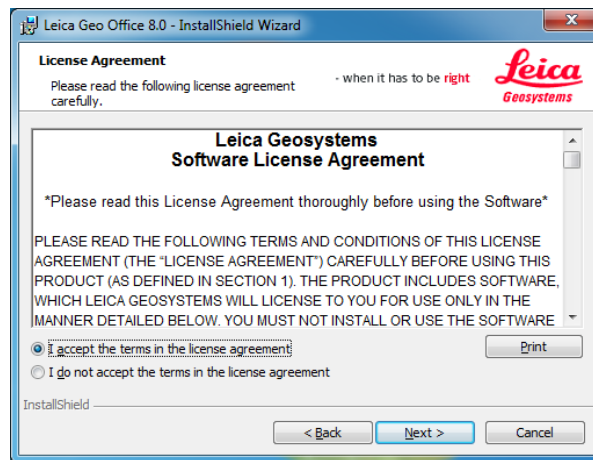 Leica Geo Office 8.0 - InstallShield Wizard
License Agreement
Please read the following license agreement
carefully.
- when it has to be right
Leica
Geosystems
Leica Geosystems
Software License Agreement
*Please read this License Agreement thoroughly before using the Software*
PLEASE READ THE FOLLOWING TERMS AND CONDITIONS OF THIS LICENSE
AGREEMENT (THE “LICENSE AGREEMENT”) CAREFULLY BEFORE USING THIS
PRODUCT (AS DEFINED IN SECTION 1). THE PRODUCT INCLUDES SOFTWARE,
WHICH LEICA GEOSYSTEMS WILL LICENSE TO YOU FOR USE ONLY IN THE
MANNER DETAILED BELOW. YOU MUST NOT INSTALL OR USE THE SOFTWARE
I accept the terms in the license agreement
Print
I do not accept the terms in the license agreement
InstallShield
< Back
Next >
Cancel